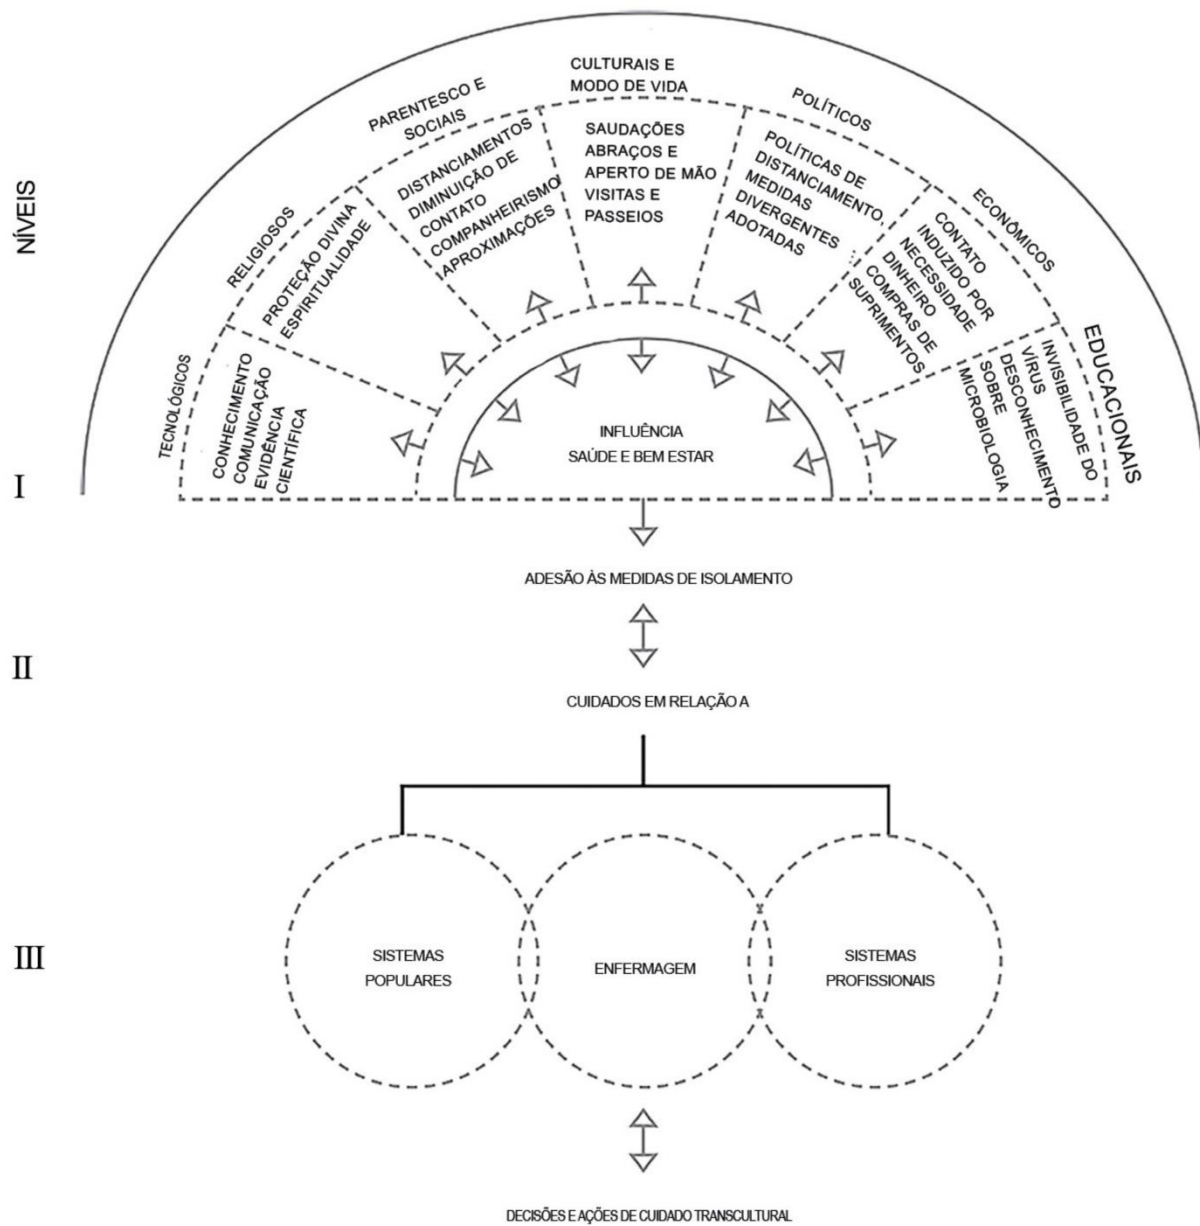 NÍVEIS
I
II
III
TECNOLÓGICOS
CONHECIMENTO
COMUNICAÇÃO
EVIDÊNCIA
CIENTÍFICA
RELIGIOSOS
PROTEÇÃO DIVINA
ESPIRITUALIDADE
PARENTESCO E
SOCIAIS
DISTANCIAMENTOS
DIMINUIÇÃO DE
CONTATO
COMPANHEIRISMO
APROXIMAÇÕES
CULTURAIS E
MODO DE VIDA
SAUDAÇÕES
ABRAÇOS E
APERTO DE MÃO
VISITAS E
PASSEIOS
POLÍTICOS
POLÍTICAS DE
DISTANCIAMENTO
MEDIDAS
DIVERGENTES
ADOTADAS
ECONÔMICOS
CONTATO
INDUZIDO POR
NECESSIDADE
DINHEIRO
COMPRAS DE
SUPRIMENTOS
EDUCACIONAIS
INVISIBILIDADE DO
VÍRUS
DESCONHECIMENTO
SOBRE
MICROBIOLOGIA
INFLUÊNCIA
SAÚDE E BEM ESTAR
ADESÃO ÀS MEDIDAS DE ISOLAMENTO
CUIDADOS EM RELAÇÃO A
SISTEMAS
POPULARES
ENFERMAGEM
SISTEMAS
PROFISSIONAIS
DECISÕES E AÇÕES DE CUIDADO TRANSCULTURAL